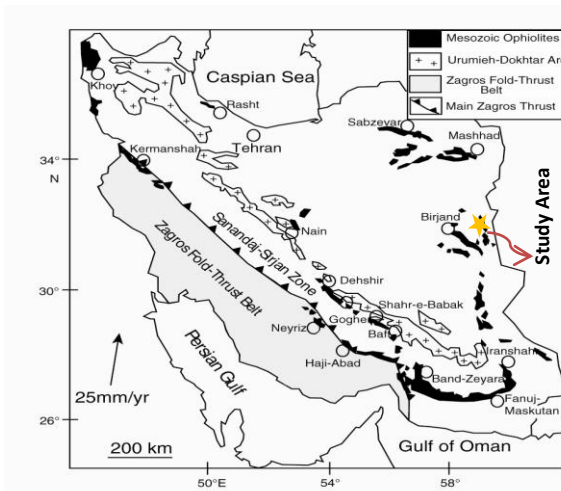 Mesozoic Ophiolites
Urumieh-Dokhtar Arc
Zagros Fold-Thrust
Belt
Main Zagros Thrust
Caspian Sea
Khoy
Rasht
Tehran
Sabzevar
Mashhad
Kermanshah
34°
N
Birjand
Study Area
Nain
Sanandaj-Srjan Zone
Zagros Fold-Thrust
Belt
Dehshir
30°
Shahr-e-Babak
Gogher
Baft
Neyriz
Haji-Abad
Iranshahr
Band-Zeyarat
Persian Gulf
25mm/yr
Fanuj-
Maskutan
26°
200 km
Gulf of Oman
50°E
54°
58°